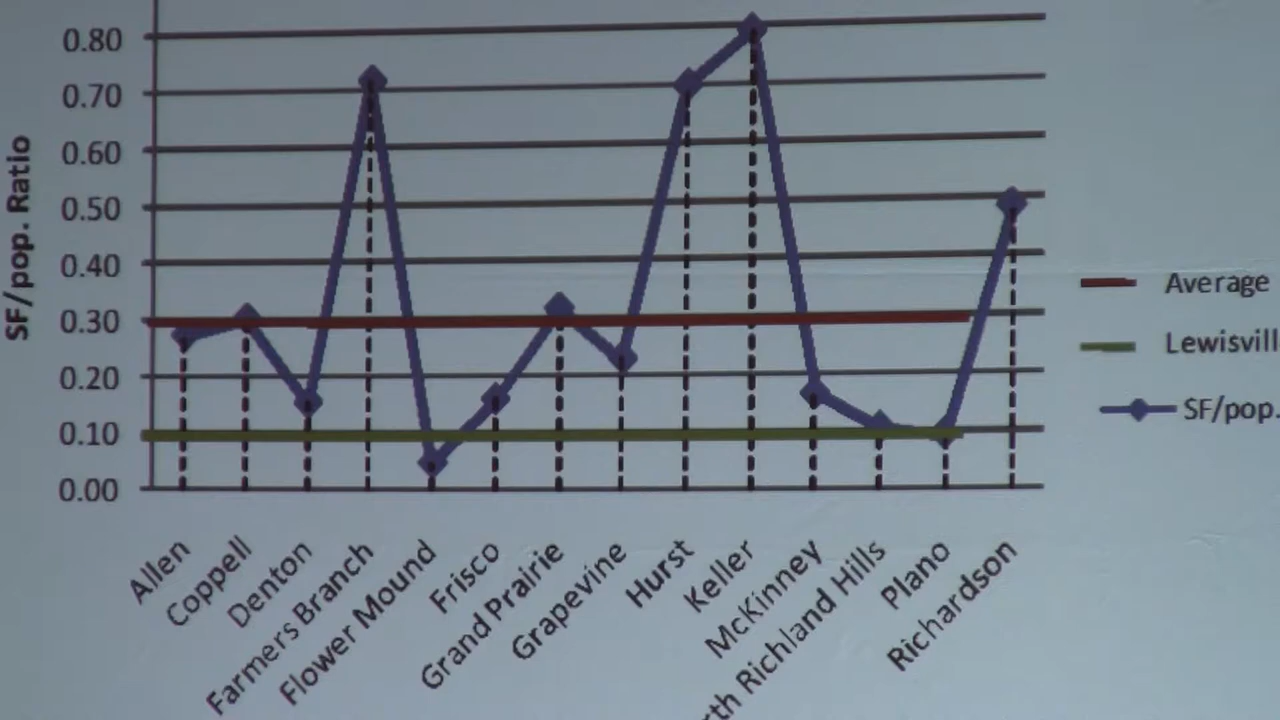 SF/pop. Ratio
0.80
0.70
0.60
0.50
0.40
0.30
0.20
0.10
0.00
Allen
Coppell
Denton
Farmers Branch
Flower Mound
Frisco
Grand Prairie
Grapevine
Hurst
Keller
McKinney
rth Richland Hills
Plano
Richardson
Average
Lewisvill
SF/pop.